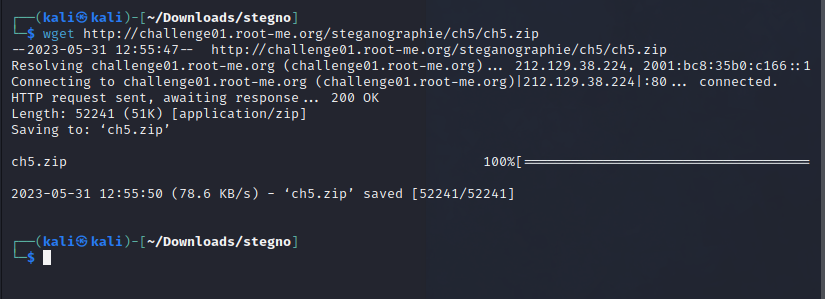 ┌──(kali㉿kali)-[~/Downloads/stegno]
└─$ wget http://challenge01.root-me.org/steganographie/ch5/ch5.zip
--2023-05-31 12:55:47--  http://challenge01.root-me.org/steganographie/ch5/ch5.zip
Resolving challenge01.root-me.org (challenge01.root-me.org)... 212.129.38.224, 2001:bc8:35b0:c166::1
Connecting to challenge01.root-me.org (challenge01.root-me.org)|212.129.38.224|:80... connected.
HTTP request sent, awaiting response... 200 OK
Length: 52241 (51K) [application/zip]
Saving to: ‘ch5.zip’
ch5.zip 100%[=====================================
2023-05-31 12:55:50 (78.6 KB/s) - ‘ch5.zip’ saved [52241/52241]
┌──(kali㉿kali)-[~/Downloads/stegno]
└─$